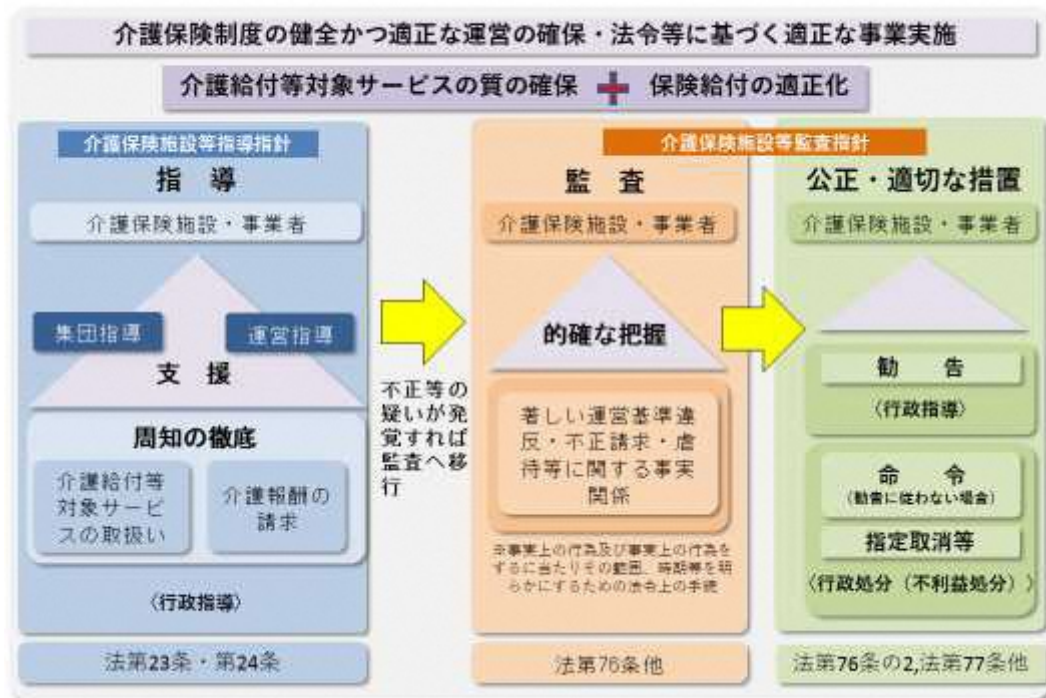 介護保険制度の健全かつ適正な運営の確保・法令等に基づく適正な事業実施
介護給付等対象サービスの質の確保 ＋ 保険給付の適正化
介護保険施設等指導指針
指 導
介護保険施設・事業者
集団指導
運営指導
支 援
周知の徹底
介護給付等
対象サービ
スの取扱い
介護報酬の
請求
〈行政指導〉
法第23条・第24条
不正等の
疑いが発
覚すれば
監査へ移
行
介護保険施設等監査指針
監 査
介護保険施設・事業者
的確な把握
著しい運営基準違
反・不正請求・虐
待等に関する事実
関係
※事実上の行為及び事実上の行為を
するに当たりその範囲、時期等を明
らかにするための法令上の手続
法第76条他
公正・適切な措置
介護保険施設・事業者
勧 告
〈行政指導〉
命 令
(勧告に従わない場合)
指定取消等
〈行政処分（不利益処分）〉
法第76条の2,法第77条他